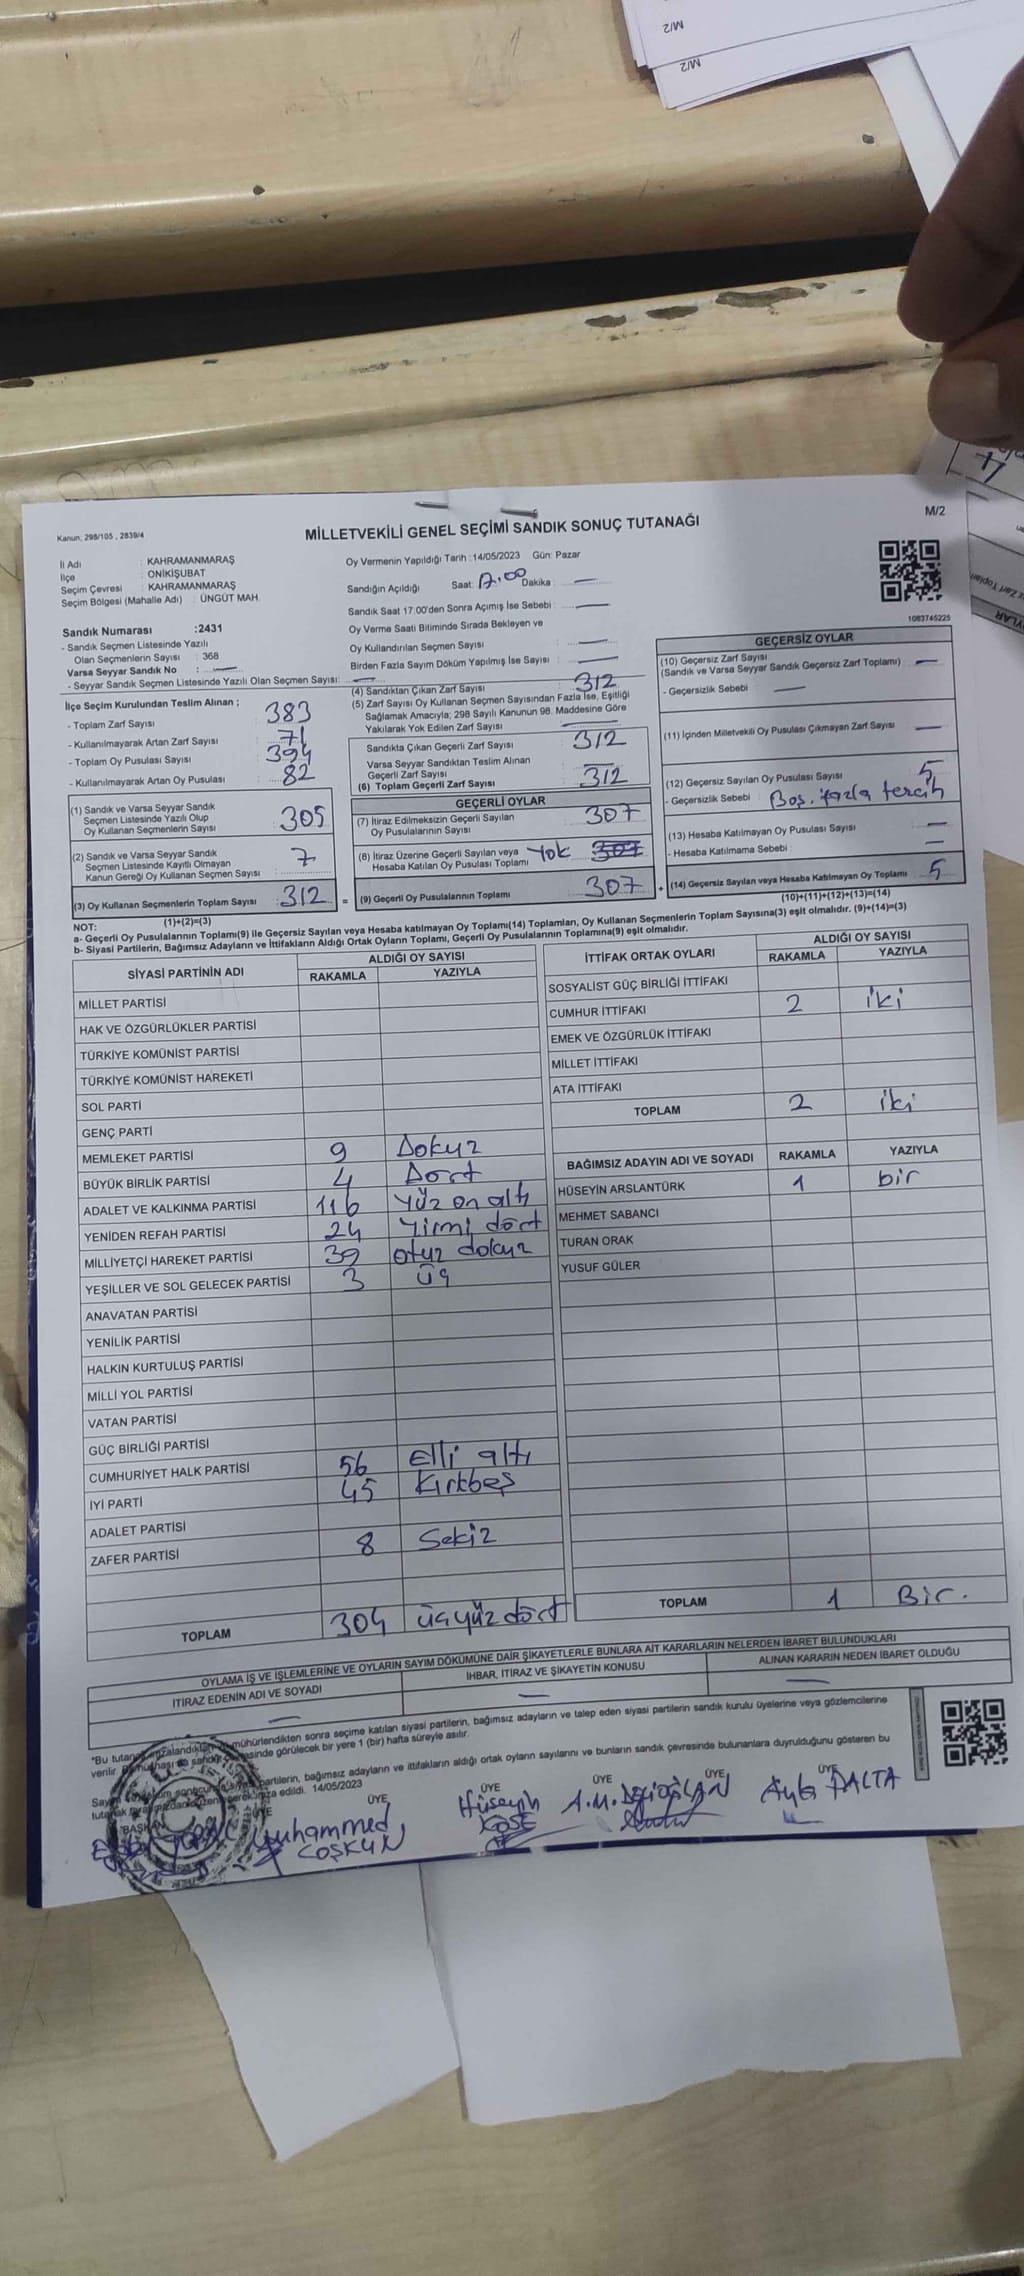 M/2
M/2
Kanun, 298/105 , 2839/4
MİLLETVEKİLİ GENEL SEÇİMİ SANDIK SONUÇ TUTANAĞI
M/2
İl Adı : KAHRAMANMARAŞ
İlçe : ONİKİŞUBAT
Seçim Çevresi : KAHRAMANMARAŞ
Seçim Bölgesi (Mahalle Adı) : ÜNGÜT MAH.
Sandık Numarası :2431
- Sandık Seçmen Listesinde Yazılı
Olan Seçmenlerin Sayısı : 368
Varsa Seyyar Sandık No : —
- Seyyar Sandık Seçmen Listesinde Yazılı Olan Seçmen Sayısı: —
Oy Vermenin Yapıldığı Tarih :14/05/2023 Gün: Pazar
Sandığın Açıldığı Saat: 17.00 Dakika : —
Sandık Saat 17:00'den Sonra Açımış İse Sebebi : —
Oy Verme Saati Bitiminde Sırada Bekleyen ve
Oy Kullandırılan Seçmen Sayısı : —
Birden Fazla Sayım Döküm Yapılmış İse Sayısı : —
1083745225
İlçe Seçim Kurulundan Teslim Alınan ;
- Toplam Zarf Sayısı : 383
- Kullanılmayarak Artan Zarf Sayısı : 71
- Toplam Oy Pusulası Sayısı : 394
- Kullanılmayarak Artan Oy Pusulası : 82
(1) Sandık ve Varsa Seyyar Sandık
Seçmen Listesinde Yazılı Olup
Oy Kullanan Seçmenlerin Sayısı : 305
(2) Sandık ve Varsa Seyyar Sandık
Seçmen Listesinde Kayıtlı Olmayan
Kanun Gereği Oy Kullanan Seçmen Sayısı : 7
(3) Oy Kullanan Seçmenlerin Toplam Sayısı : 312 =
(1)+(2)=(3)
(4) Sandıktan Çıkan Zarf Sayısı : 312
(5) Zarf Sayısı Oy Kullanan Seçmen Sayısından Fazla İse, Eşitliği
Sağlamak Amacıyla, 298 Sayılı Kanunun 98. Maddesine Göre
Yakılarak Yok Edilen Zarf Sayısı : —
Sandıkta Çıkan Geçerli Zarf Sayısı : 312
Varsa Seyyar Sandıktan Teslim Alınan
Geçerli Zarf Sayısı : —
(6) Toplam Geçerli Zarf Sayısı : 312
GEÇERLİ OYLAR
(7) İtiraz Edilmeksizin Geçerli Sayılan
Oy Pusulalarının Sayısı : 307
(8) İtiraz Üzerine Geçerli Sayılan veya
Hesaba Katılan Oy Pusulası Toplamı : Yok 307
(9) Geçerli Oy Pusulalarının Toplamı : 307 +
GEÇERSİZ OYLAR
(10) Geçersiz Zarf Sayısı
(Sandık ve Varsa Seyyar Sandık Geçersiz Zarf Toplamı) : —
- Geçersizlik Sebebi : —
(11) İçinden Milletvekili Oy Pusulası Çıkmayan Zarf Sayısı : —
(12) Geçersiz Sayılan Oy Pusulası Sayısı : 5
- Geçersizlik Sebebi : Boş. fazla tercih
(13) Hesaba Katılmayan Oy Pusulası Sayısı : —
- Hesaba Katılmama Sebebi : —
(14) Geçersiz Sayılan veya Hesaba Katılmayan Oy Toplamı : 5
(10)+(11)+(12)+(13)=(14)
NOT:
a- Geçerli Oy Pusulalarının Toplamı(9) ile Geçersiz Sayılan veya Hesaba katılmayan Oy Toplamı(14) Toplamları, Oy Kullanan Seçmenlerin Toplam Sayısına(3) eşit olmalıdır. (9)+(14)=(3)
b- Siyasi Partilerin, Bağımsız Adayların ve İttifakların Aldığı Ortak Oyların Toplamı, Geçerli Oy Pusulalarının Toplamına(9) eşit olmalıdır.
SİYASİ PARTİNİN ADI ALDIĞI OY SAYISI
RAKAMLA YAZIYLA
MİLLET PARTİSİ
HAK VE ÖZGÜRLÜKLER PARTİSİ
TÜRKİYE KOMÜNİST PARTİSİ
TÜRKİYE KOMÜNİST HAREKETİ
SOL PARTİ
GENÇ PARTİ
MEMLEKET PARTİSİ 9 Dokuz
BÜYÜK BİRLİK PARTİSİ 4 Dört
ADALET VE KALKINMA PARTİSİ 116 Yüz on altı
YENİDEN REFAH PARTİSİ 24 Yirmi dört
MİLLİYETÇİ HAREKET PARTİSİ 39 otuz dokuz
YEŞİLLER VE SOL GELECEK PARTİSİ 3 üç
ANAVATAN PARTİSİ
YENİLİK PARTİSİ
HALKIN KURTULUŞ PARTİSİ
MİLLİ YOL PARTİSİ
VATAN PARTİSİ
GÜÇ BİRLİĞİ PARTİSİ
CUMHURİYET HALK PARTİSİ 56 Elli altı
İYİ PARTİ 45 Kırkbeş
ADALET PARTİSİ
ZAFER PARTİSİ 8 Sekiz
TOPLAM 304 üçyüz dört
İTTİFAK ORTAK OYLARI ALDIĞI OY SAYISI
RAKAMLA YAZIYLA
SOSYALİST GÜÇ BİRLİĞİ İTTİFAKI
CUMHUR İTTİFAKI 2 iki
EMEK VE ÖZGÜRLÜK İTTİFAKI
MİLLET İTTİFAKI
ATA İTTİFAKI
TOPLAM 2 iki
BAĞIMSIZ ADAYIN ADI VE SOYADI RAKAMLA YAZIYLA
HÜSEYİN ARSLANTÜRK 1 bir
MEHMET SABANCI
TURAN ORAK
YUSUF GÜLER
TOPLAM 1 Bir.
OYLAMA İŞ VE İŞLEMLERİNE VE OYLARIN SAYIM DÖKÜMÜNE DAİR ŞİKAYETLERLE BUNLARA AİT KARARLARIN NELERDEN İBARET BULUNDUKLARI
İTİRAZ EDENİN ADI VE SOYADI İHBAR, İTİRAZ VE ŞİKAYETİN KONUSU ALINAN KARARIN NEDEN İBARET OLDUĞU
— — —
"Bu tutanak mühürlendikten sonra seçime katılan siyasi partilerin, bağımsız adayların ve talep eden siyasi partilerin sandık kurulu üyelerine veya gözlemcilerine
verilir. görülecek bir yere 1 (bir) hafta süreyle asılır.
partilerin, bağımsız adayların ve ittifakların aldığı ortak oyların sayılarını ve bunların sandık çevresinde bulunanlara duyrulduğunu gösteren bu
imza edildi. 14/05/2023
BAŞKAN ÜYE ÜYE ÜYE ÜYE ÜYE
Muhammed COŞKUN
Hüseyin KÖSE